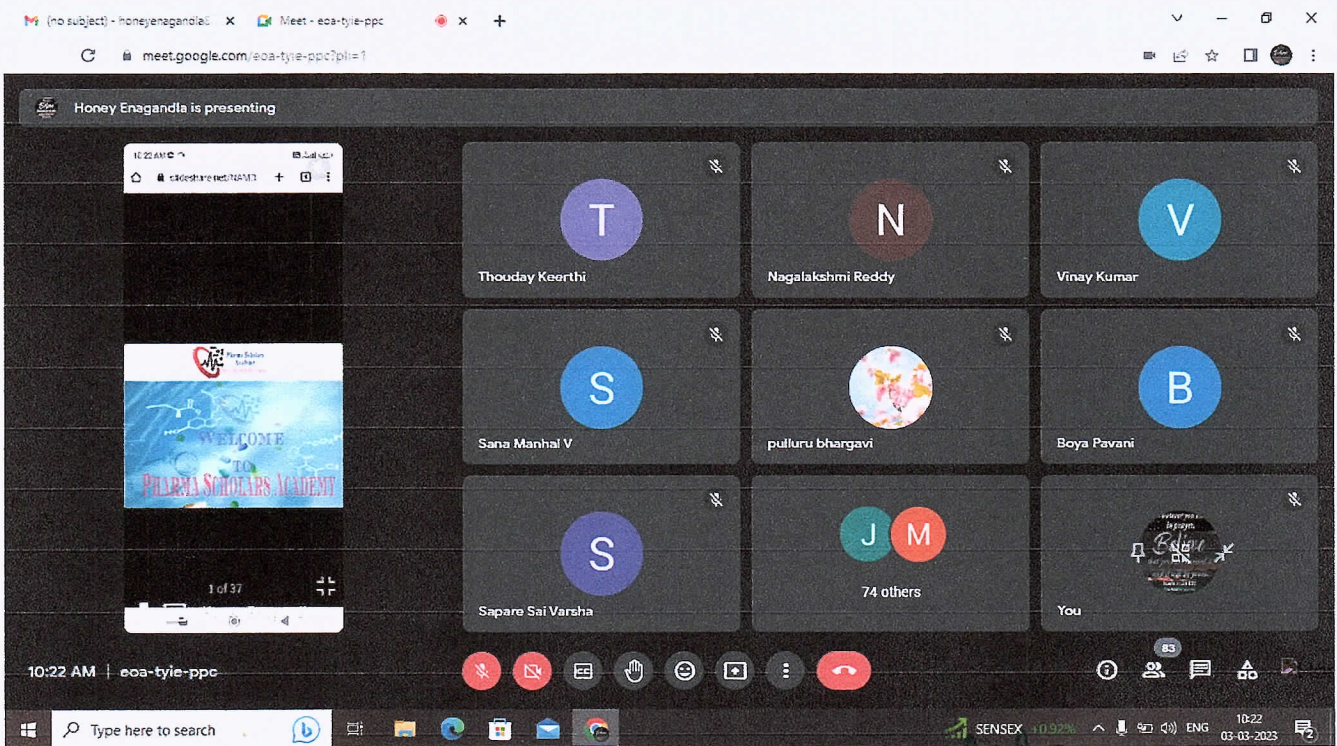 (no subject) - honeyenagandla
Meet - eoa-tyie-ppc
meet.google.com/eoa-tyie-ppc?pli=1
Honey Enagandla is presenting
10:22 AM
1 of 37
WELCOME
TO
PHARMA SCHOLARS ACADEMY
T
Thouday Keerthi
N
Nagalakshmi Reddy
V
Vinay Kumar
S
Sana Manhal V
pulluru bhargavi
B
Boya Pavani
S
Sapare Sai Varsha
J M
74 others
Believe
You
10:22 AM | eoa-tyie-ppc
CC
83
Type here to search
SENSEX +0.92%
ENG
10:22
03-03-2023
2